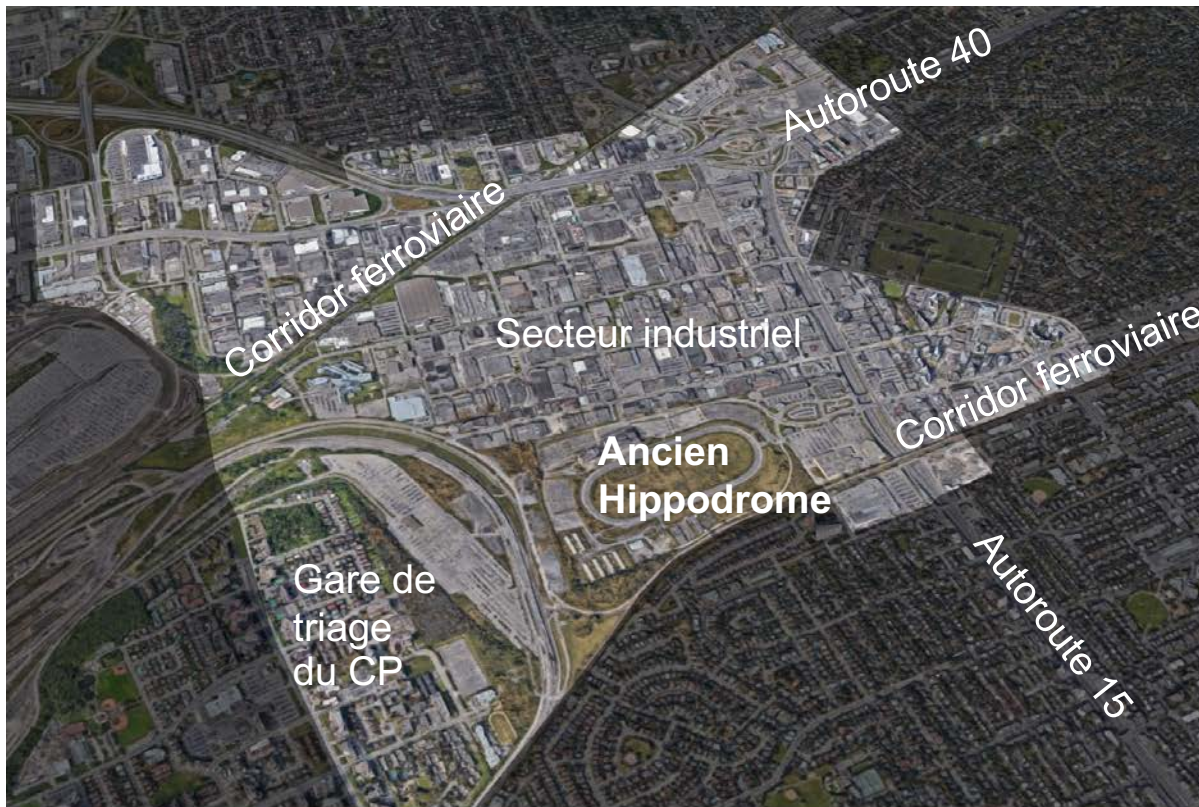 Autoroute 40
Corridor ferroviaire
Secteur industriel
Corridor ferroviaire
Ancien
Hippodrome
Gare de
triage
du CP
Autoroute 15